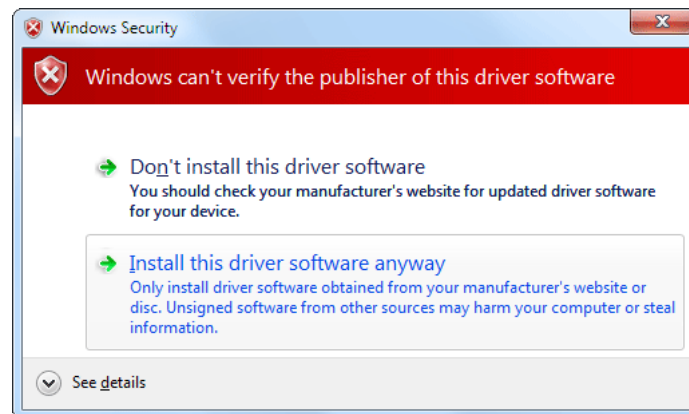 Windows Security
Windows can't verify the publisher of this driver software
Don't install this driver software
You should check your manufacturer's website for updated driver software
for your device.
Install this driver software anyway
Only install driver software obtained from your manufacturer's website or
disc. Unsigned software from other sources may harm your computer or steal
information.
See details